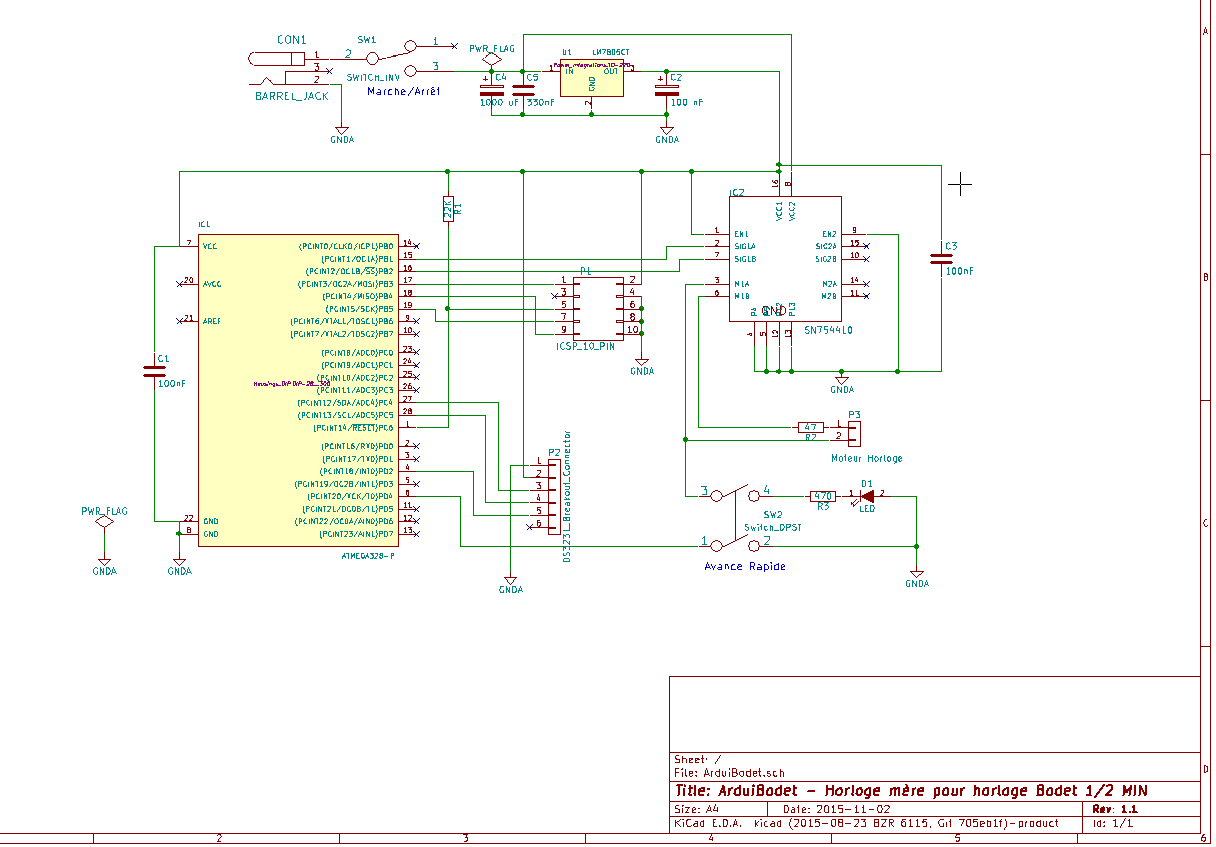 CON1
1
3
2
BARREL_JACK
GNDA
SW1
2
1
3
SWITCH_INV
Marche/Arrêt
PWR_FLAG
C4
1000 uF
C5
330nF
U1
LM7805CT
IN
OUT
GND
1
3
2
C2
100 nF
GNDA
A
B
C
D
IC1
7 VCC
20 AVCC
21 AREF
22 GND
8 GND
(PCINT0/CLKO/ICP1)PB0 14
(PCINT1/OC1A)PB1 15
(PCINT2/OC1B/SS)PB2 16
(PCINT3/OC2A/MOSI)PB3 17
(PCINT4/MISO)PB4 18
(PCINT5/SCK)PB5 19
(PCINT6/XTAL1/TOSC1)PB6 9
(PCINT7/XTAL2/TOSC2)PB7 10
(PCINT8/ADC0)PC0 23
(PCINT9/ADC1)PC1 24
(PCINT10/ADC2)PC2 25
(PCINT11/ADC3)PC3 26
(PCINT12/SDA/ADC4)PC4 27
(PCINT13/SCL/ADC5)PC5 28
(PCINT14/RESET)PC6 1
(PCINT16/RXD)PD0 2
(PCINT17/TXD)PD1 3
(PCINT18/INT0)PD2 4
(PCINT19/OC2B/INT1)PD3 5
(PCINT20/XCK/T0)PD4 6
(PCINT21/OC0B/T1)PD5 11
(PCINT22/OC0A/AIN0)PD6 12
(PCINT23/AIN1)PD7 13
Housings_DIP:DIP-28__300
ATMEGA328-P
C1
100nF
PWR_FLAG
GNDA
GNDA
22K
R1
P1
1 2
3 4
5 6
7 8
9 10
ICSP_10_PIN
GNDA
P2
1
2
3
4
5
6
DS3231_Breakout_Connector
GNDA
IC2
16
8
VCC1
VCC2
1 EN1
2 SIG1A
7 SIG1B
3 M1A
6 M1B
EN2 9
SIG2A 15
SIG2B 10
M2A 14
M2B 11
GND
4
5
12
13
SN754410
GNDA
C3
100nF
47
R2
P3
1
2
Moteur Horloge
3
4
1
2
SW2
Switch_DPST
Avance Rapide
470
R3
D1
1
2
LED
GNDA
Sheet: /
File: ArduiBodet.sch
Title: ArduiBodet - Horloge mère pour horlage Bodet 1/2 MIN
Size: A4
Date: 2015-11-02
Rev: 1.1
KiCad E.D.A. kicad (2015-08-23 BZR 6115, Git 705eb1f)-product
Id: 1/1
2
3
4
5
6